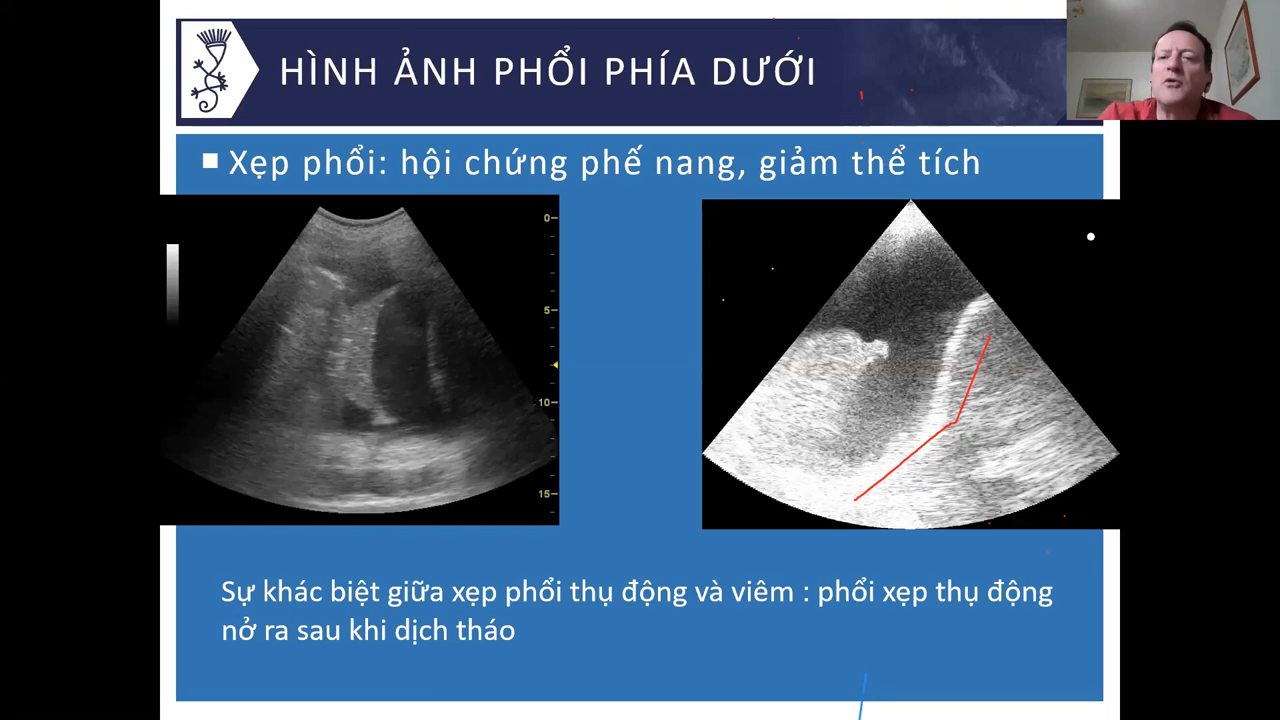 HÌNH ẢNH PHỔI PHÍA DƯỚI
Xẹp phổi: hội chứng phế nang, giảm thể tích
0
5
10
15
Sự khác biệt giữa xẹp phổi thụ động và viêm : phổi xẹp thụ động
nở ra sau khi dịch tháo